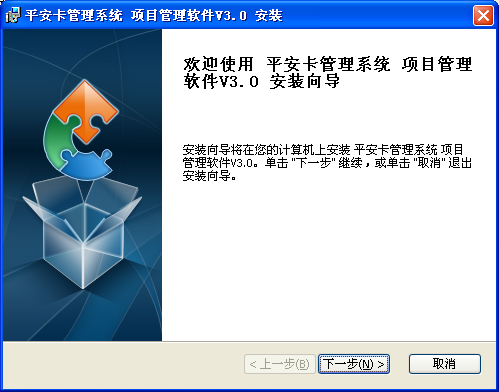 平安卡管理系统 项目管理软件V3.0 安装
欢迎使用 平安卡管理系统 项目管理
软件V3.0 安装向导
安装向导将在您的计算机上安装 平安卡管理系统 项目
管理软件V3.0。单击 "下一步" 继续，或单击 "取消" 退出
安装向导。
< 上一步(B) 下一步(N) > 取消